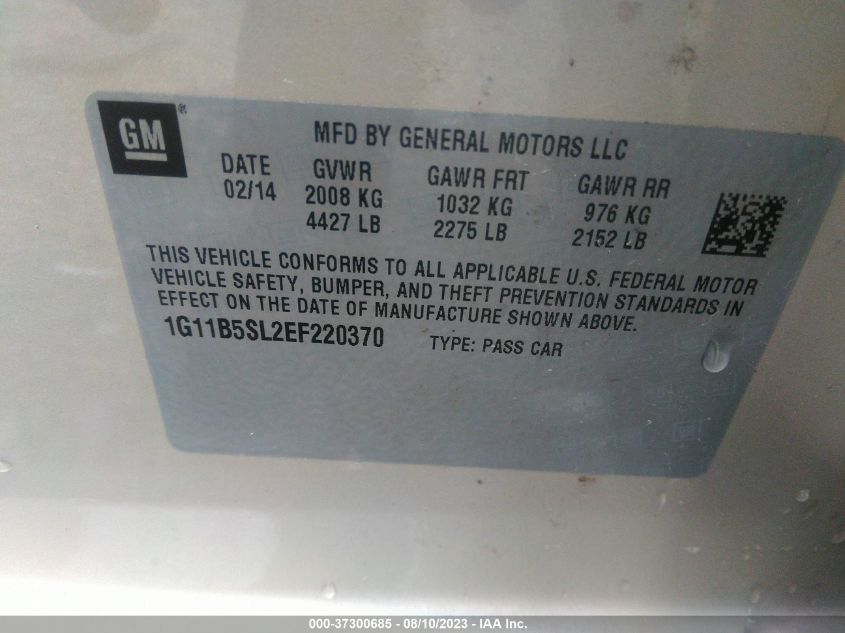 GM®
MFD BY GENERAL MOTORS LLC
DATE GVWR GAWR FRT GAWR RR
02/14 2008 KG 1032 KG 976 KG
4427 LB 2275 LB 2152 LB
THIS VEHICLE CONFORMS TO ALL APPLICABLE U.S. FEDERAL MOTOR
VEHICLE SAFETY, BUMPER, AND THEFT PREVENTION STANDARDS IN
EFFECT ON THE DATE OF MANUFACTURE SHOWN ABOVE.
1G11B5SL2EF220370 TYPE: PASS CAR
000-37300685 - 08/10/2023 - IAA Inc.